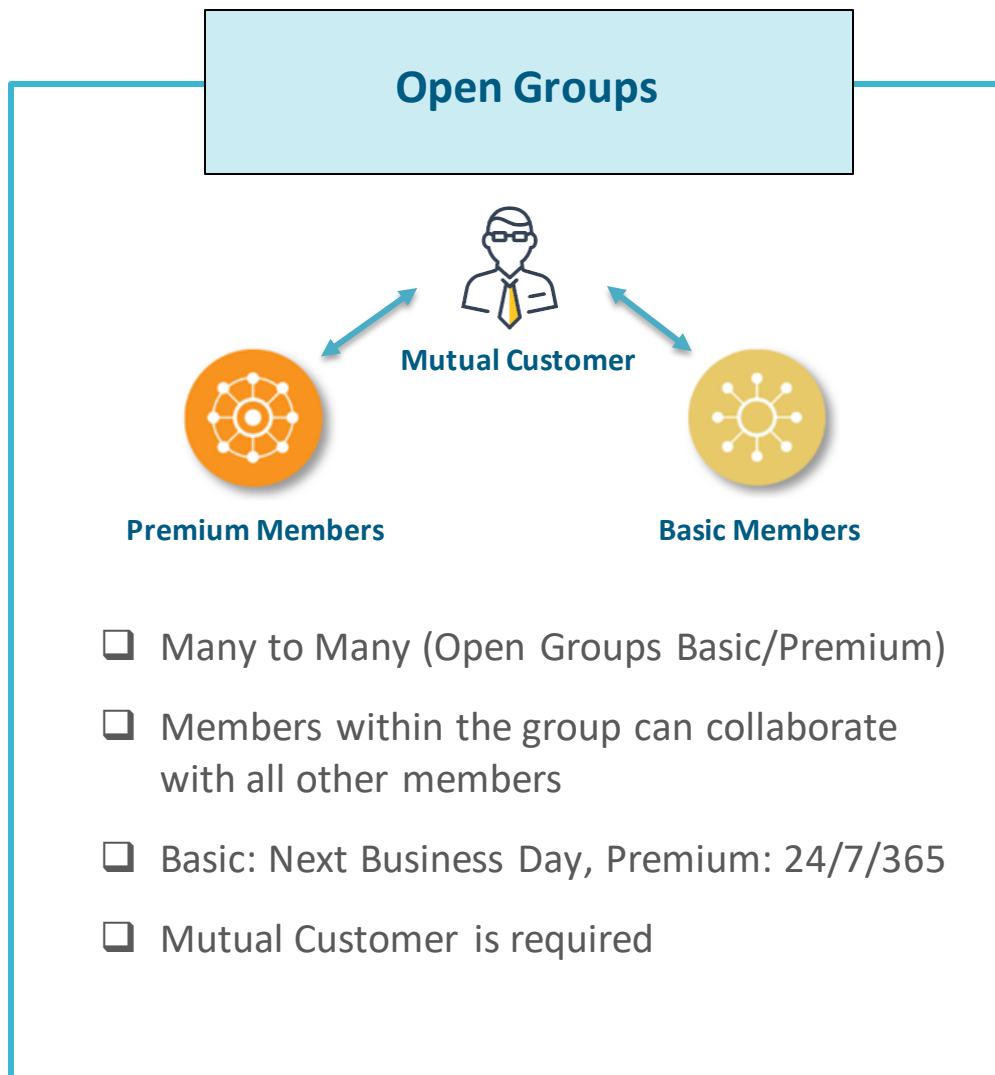 Open Groups
Mutual Customer
Premium Members
Basic Members
Many to Many (Open Groups Basic/Premium)
Members within the group can collaborate
with all other members
Basic: Next Business Day, Premium: 24/7/365
Mutual Customer is required